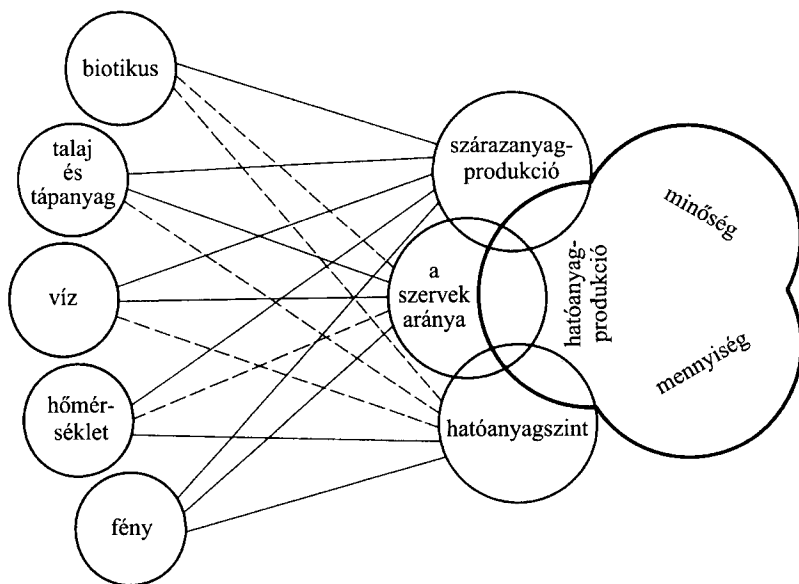 biotikus
talaj
és
tápanyag
víz
hőmér-
séklet
fény
szárazanyag-
produkció
a
szervek
aránya
hatóanyagszint
hatóanyag-
produkció
minőség
mennyiség